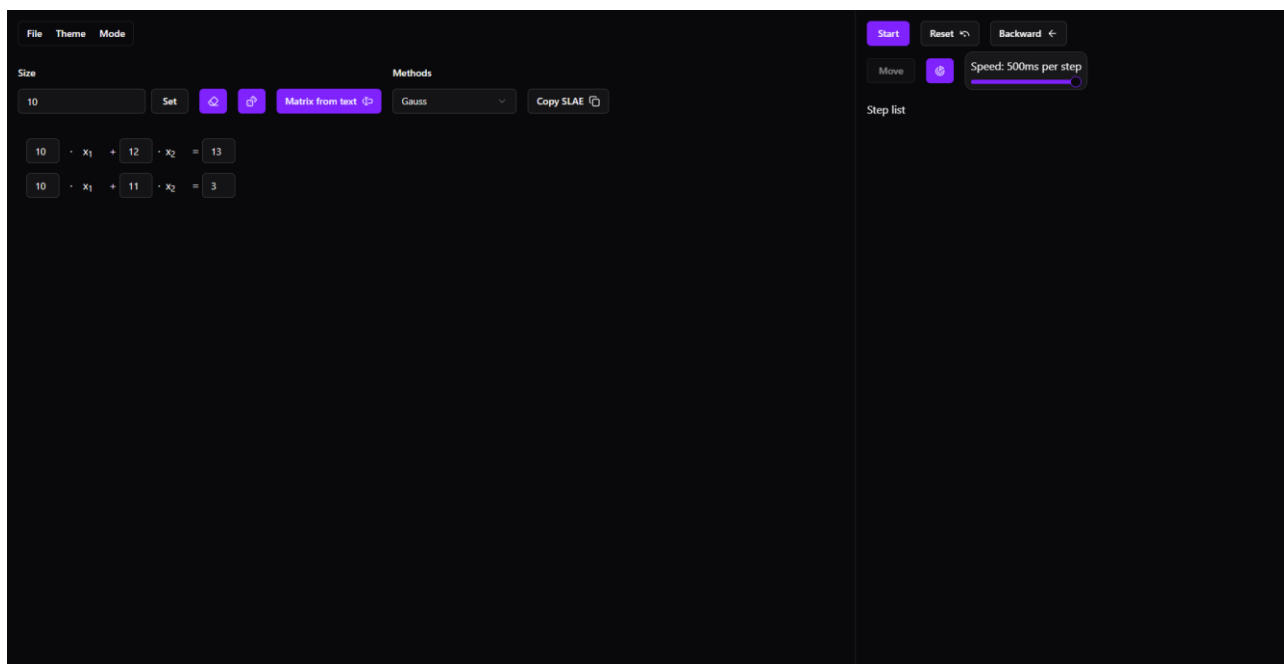 File Theme Mode
Size
Methods
10 Set Matrix from text Gauss Copy SLAE
10 · x₁ + 12 · x₂ = 13
10 · x₁ + 11 · x₂ = 3
Start Reset Backward
Move Speed: 500ms per step
Step list